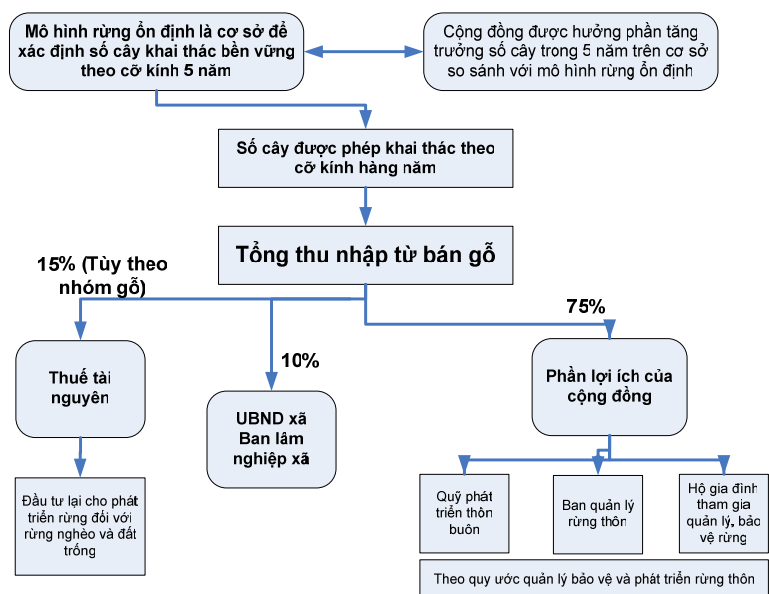 Mô hình rừng ổn định là cơ sở để
xác định số cây khai thác bền vững
theo cỡ kính 5 năm
Cộng đồng được hưởng phần tăng
trưởng số cây trong 5 năm trên cơ sở
so sánh với mô hình rừng ổn định
Số cây được phép khai thác theo
cỡ kính hàng năm
Tổng thu nhập từ bán gỗ
15% (Tùy theo
nhóm gỗ)
10%
75%
Thuế tài
nguyên
UBND xã
Ban lâm
nghiệp xã
Phần lợi ích của
cộng đồng
Đầu tư lại cho phát
triển rừng đối với
rừng nghèo và đất
trống
Quỹ phát
triển thôn
buôn
Ban quản lý
rừng thôn
Hộ gia đình
tham gia
quản lý, bảo
vệ rừng
Theo quy ước quản lý bảo vệ và phát triển rừng thôn